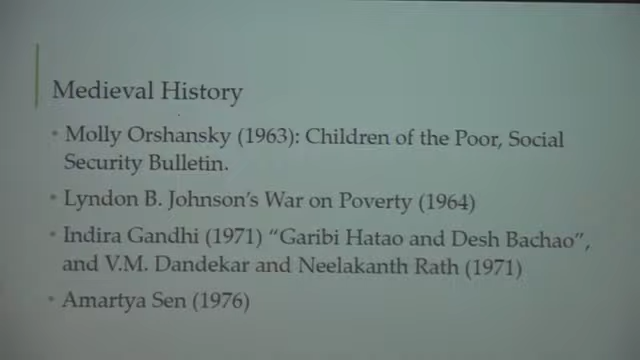 Medieval History
• Molly Orshansky (1963): Children of the Poor, Social
Security Bulletin.
• Lyndon B. Johnson's War on Poverty (1964)
• Indira Gandhi (1971) "Garibi Hatao and Desh Bachao",
and V.M. Dandekar and Neelakanth Rath (1971)
• Amartya Sen (1976)